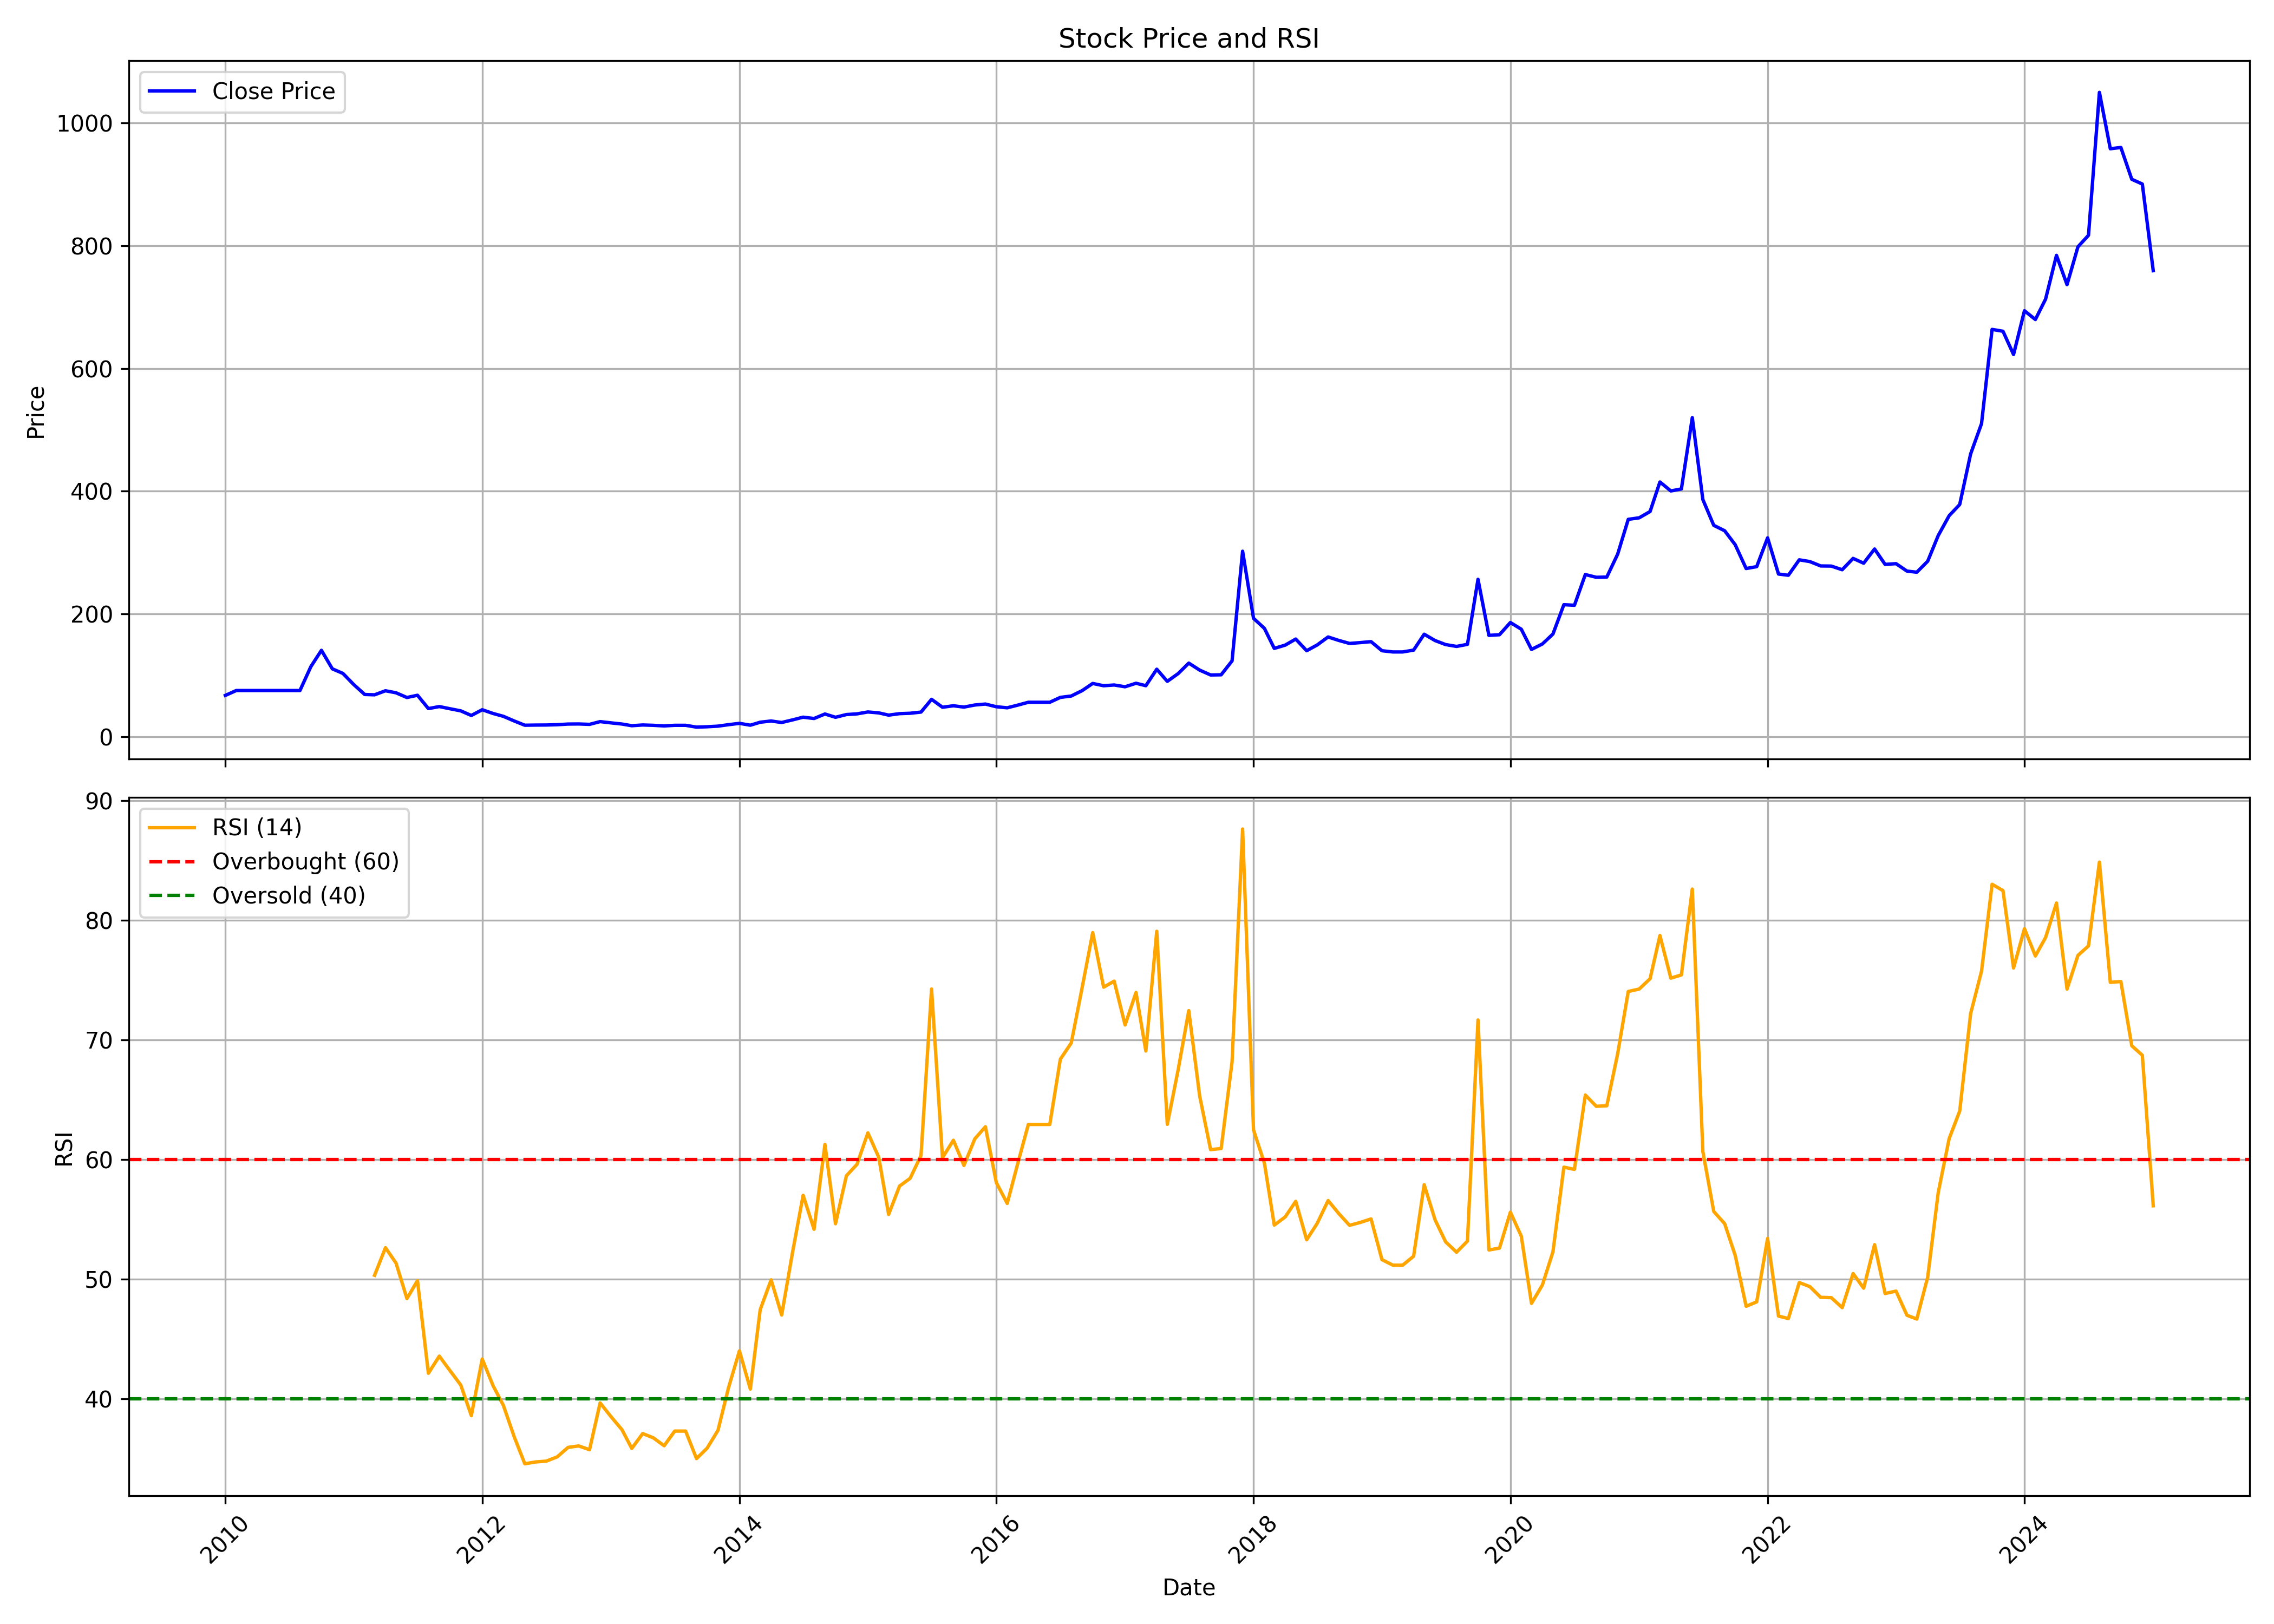 Stock Price and RSI
Close Price
1000
800
600
400
200
0
Price
90
80
70
60
50
40
RSI
RSI (14)
Overbought (60)
Oversold (40)
2010
2012
2014
2016
2018
2020
2022
2024
Date